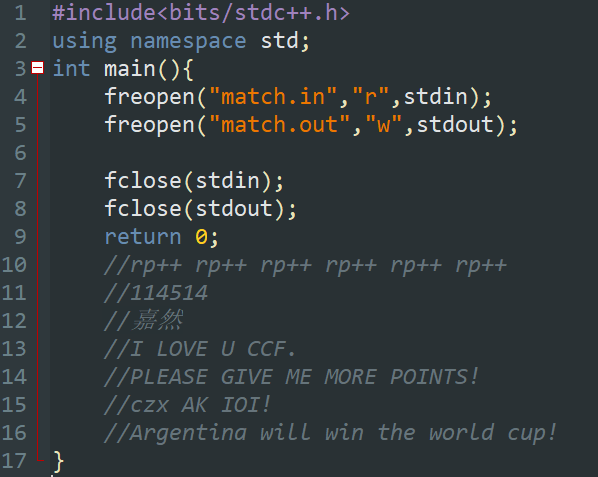 1 #include<bits/stdc++.h>
2 using namespace std;
3 int main(){
4 freopen("match.in","r",stdin);
5 freopen("match.out","w",stdout);
6
7 fclose(stdin);
8 fclose(stdout);
9 return 0;
10 //rp++ rp++ rp++ rp++ rp++ rp++
11 //114514
12 //嘉然
13 //I LOVE U CCF.
14 //PLEASE GIVE ME MORE POINTS!
15 //czx AK IOI!
16 //Argentina will win the world cup!
17 }